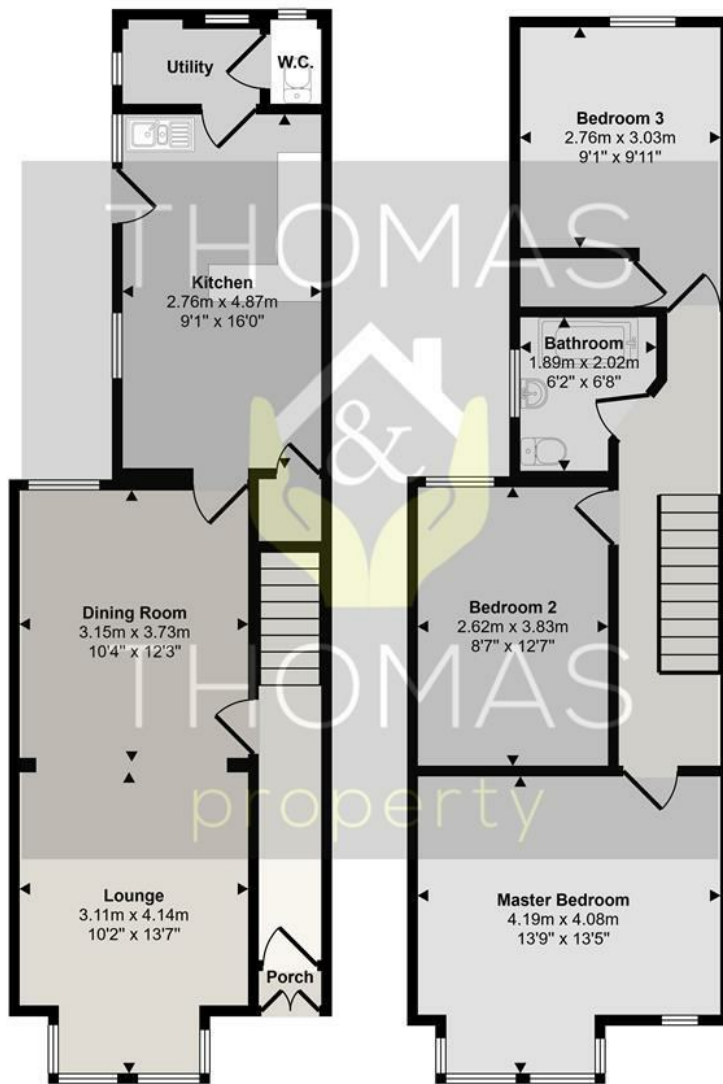 Utility
W.C.
Kitchen
2.76m x 4.87m
9'1" x 16'0"
Dining Room
3.15m x 3.73m
10'4" x 12'3"
Lounge
3.11m x 4.14m
10'2" x 13'7"
Porch
Bedroom 3
2.76m x 3.03m
9'1" x 9'11"
Bathroom
1.89m x 2.02m
6'2" x 6'8"
Bedroom 2
2.62m x 3.83m
8'7" x 12'7"
Master Bedroom
4.19m x 4.08m
13'9" x 13'5"
THOMAS
&
THOMAS
property